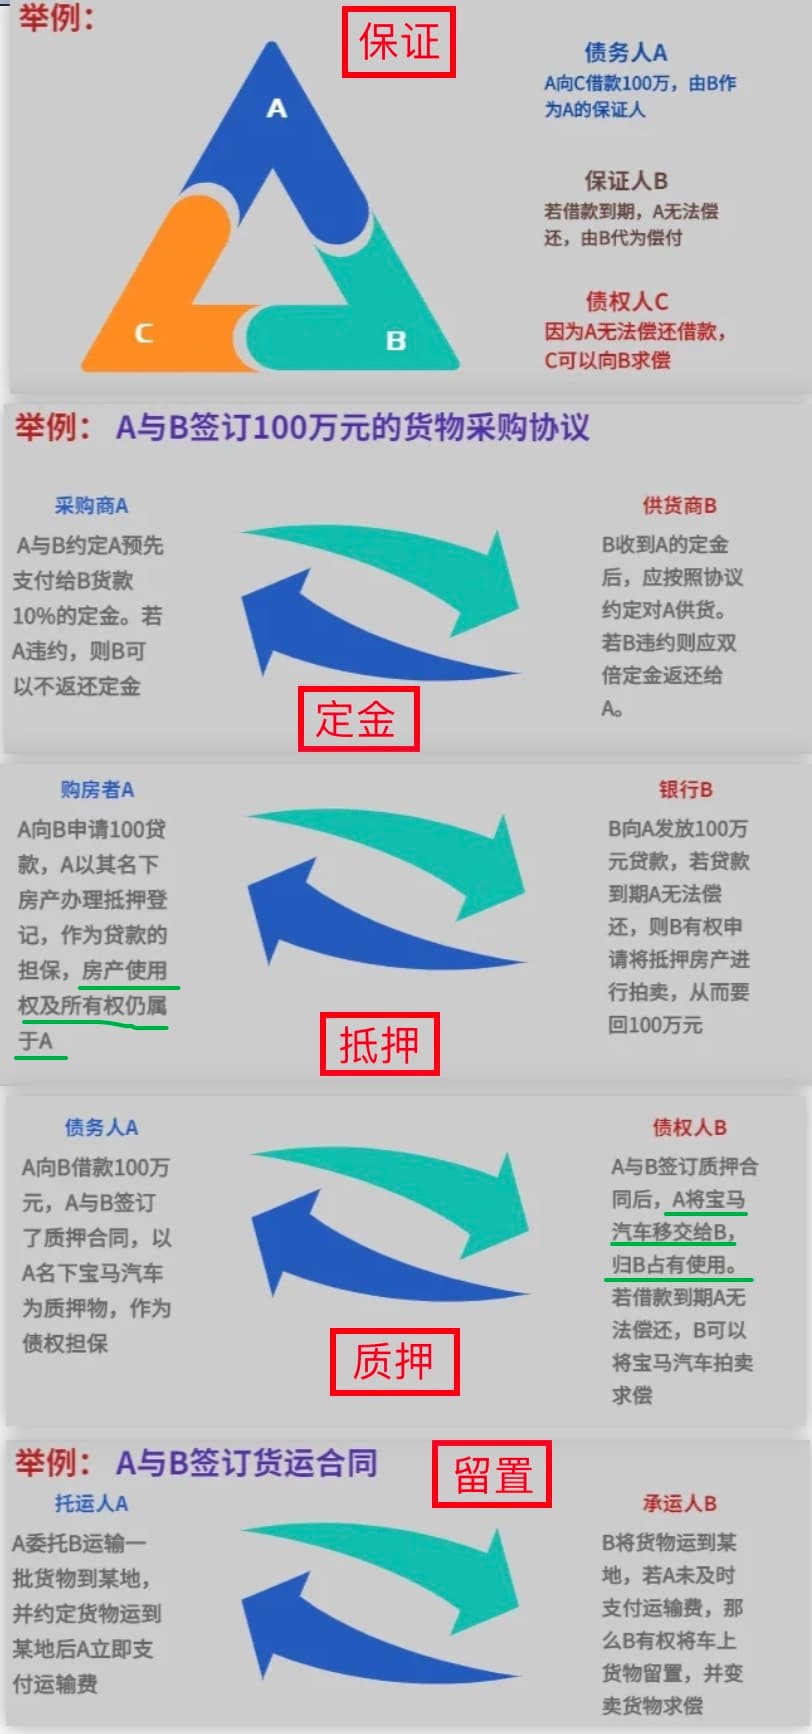 举例：
保证
A
B
C
债务人A
A向C借款100万，由B作
为A的保证人
保证人B
若借款到期，A无法偿
还，由B代为偿付
债权人C
因为A无法偿还借款，
C可以向B求偿
举例： A与B签订100万元的货物采购协议
采购商A
A与B约定A预先
支付给B货款
10%的定金。若
A违约，则B可
以不返还定金
供货商B
B收到A的定金
后，应按照协议
约定对A供货。
若B违约则应双
倍定金返还给
A。
定金
购房者A
A向B申请100贷
款，A以其名下
房产办理抵押登
记，作为贷款的
担保，房产使用
权及所有权仍属
于A
银行B
B向A发放100万
元贷款，若贷款
到期A无法偿
还，则B有权申
请将抵押房产进
行拍卖，从而要
回100万元
抵押
债务人A
A向B借款100万
元，A与B签订
了质押合同，以
A名下宝马汽车
为质押物，作为
债权担保
债权人B
A与B签订质押合
同后，A将宝马
汽车移交给B，
归B占有使用。
若借款到期A无
法偿还，B可以
将宝马汽车拍卖
求偿
质押
举例： A与B签订货运合同
留置
托运人A
A委托B运输一
批货物到某地，
并约定货物运到
某地后A立即支
付运输费
承运人B
B将货物运到某
地，若A未及时
支付运输费，那
么B有权将车上
货物留置，并变
卖货物求偿